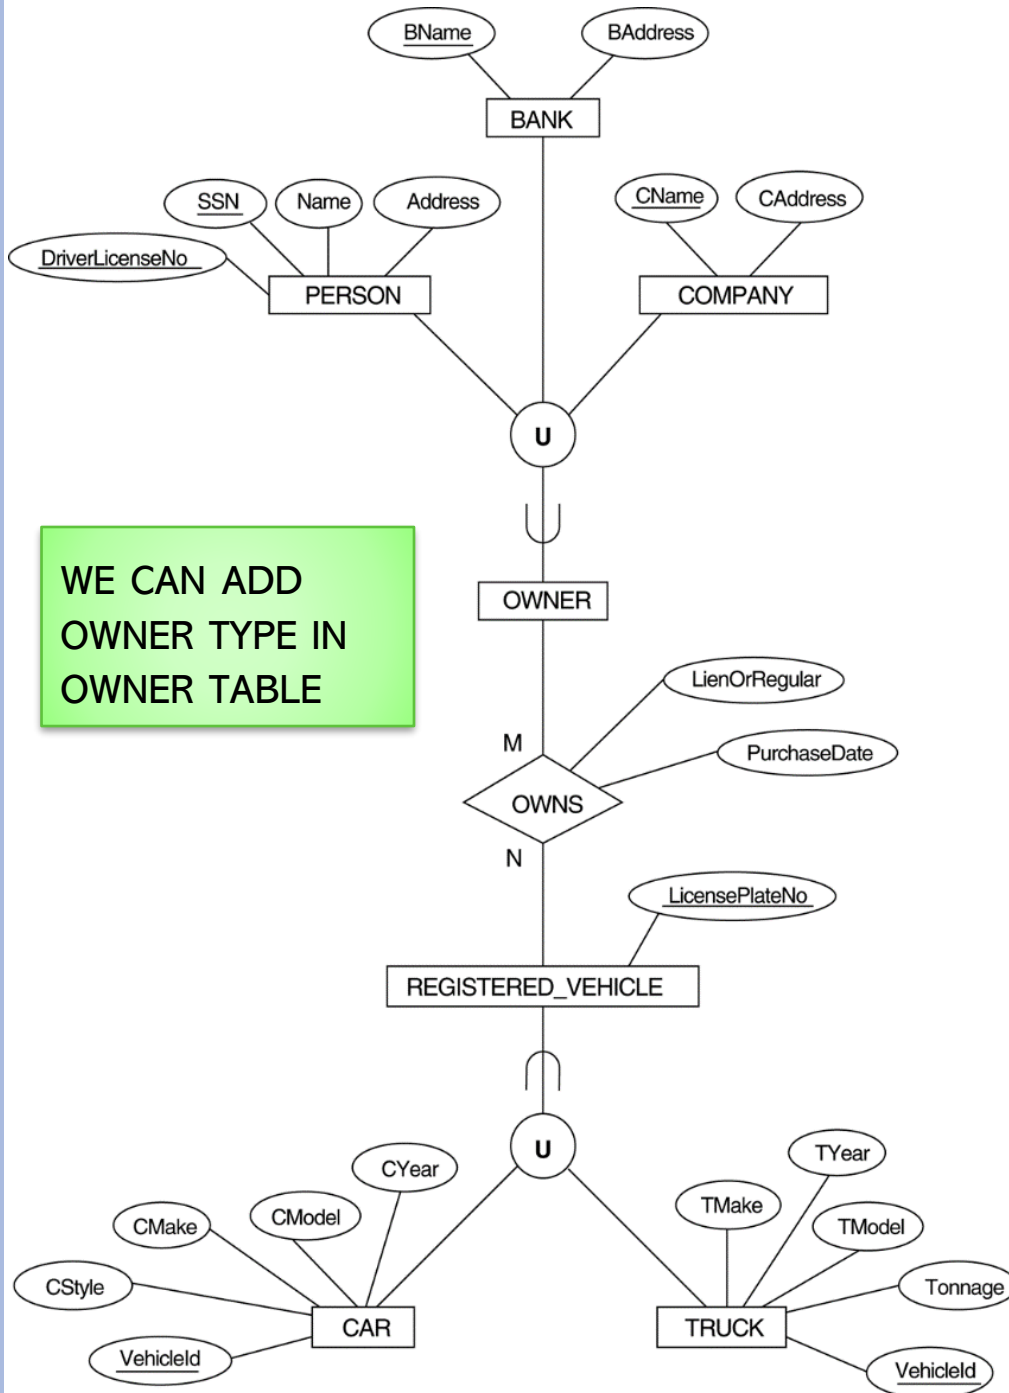 BName
BAddress
BANK
SSN
Name
Address
CName
CAddress
DriverLicenseNo
PERSON
COMPANY
U
WE CAN ADD
OWNER TYPE IN
OWNER TABLE
OWNER
LienOrRegular
M
PurchaseDate
OWNS
N
LicensePlateNo
REGISTERED_VEHICLE
U
CYear
TYear
CMake
CModel
TMake
TModel
CStyle
Tonnage
CAR
TRUCK
VehicleId
VehicleId